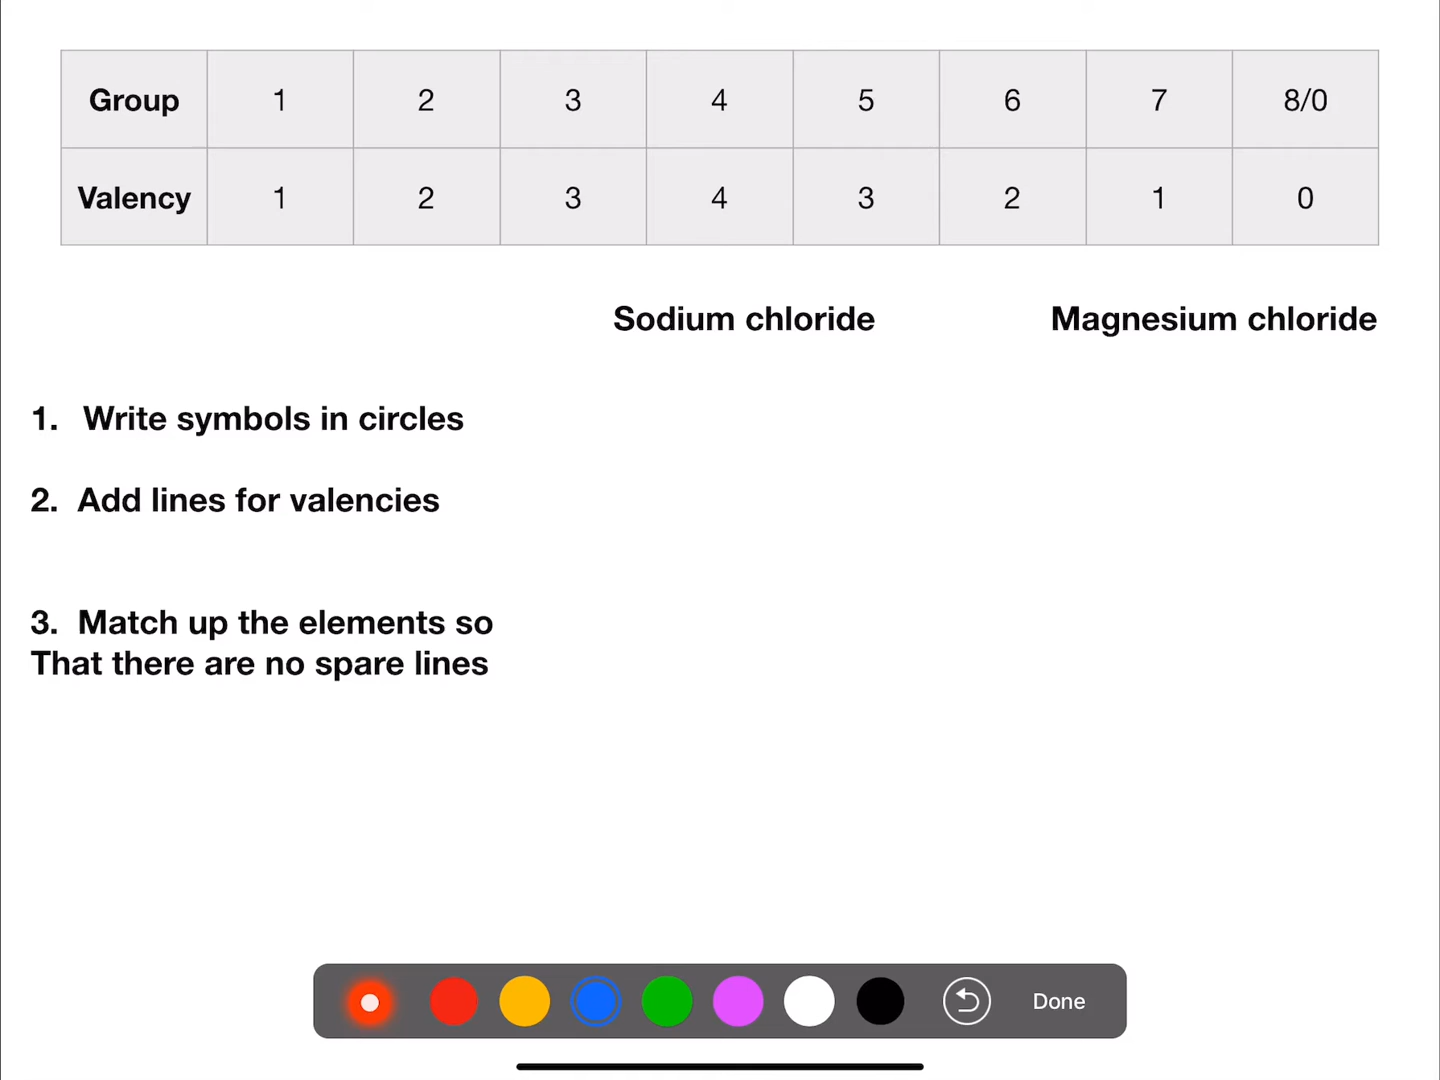 Group 1 2 3 4 5 6 7 8/0
Valency 1 2 3 4 3 2 1 0
Sodium chloride Magnesium chloride
1. Write symbols in circles
2. Add lines for valencies
3. Match up the elements so
That there are no spare lines
Done